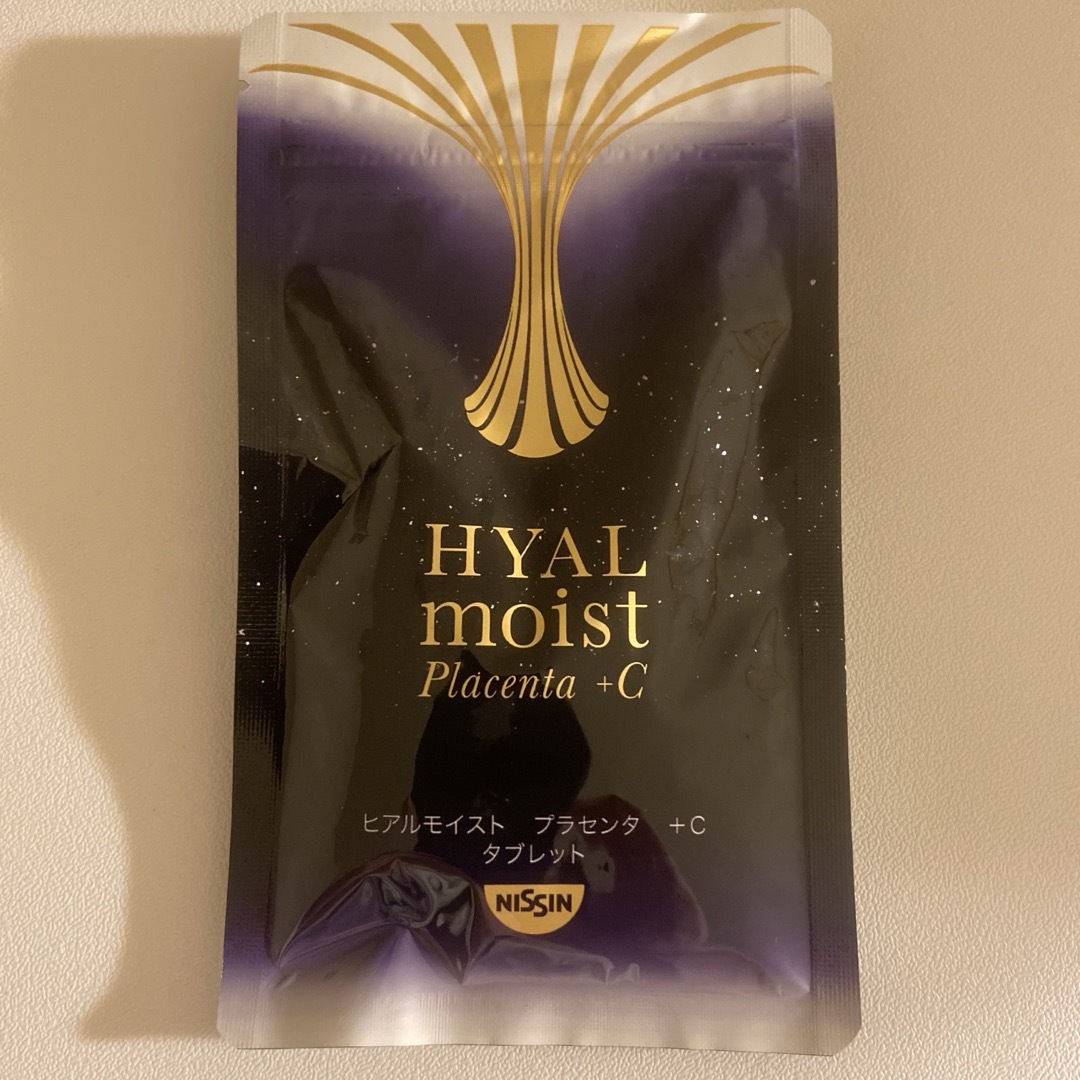 HYAL
moist
Placenta +C
ヒアルモイスト プラセンタ +C
タブレット
NISSIN